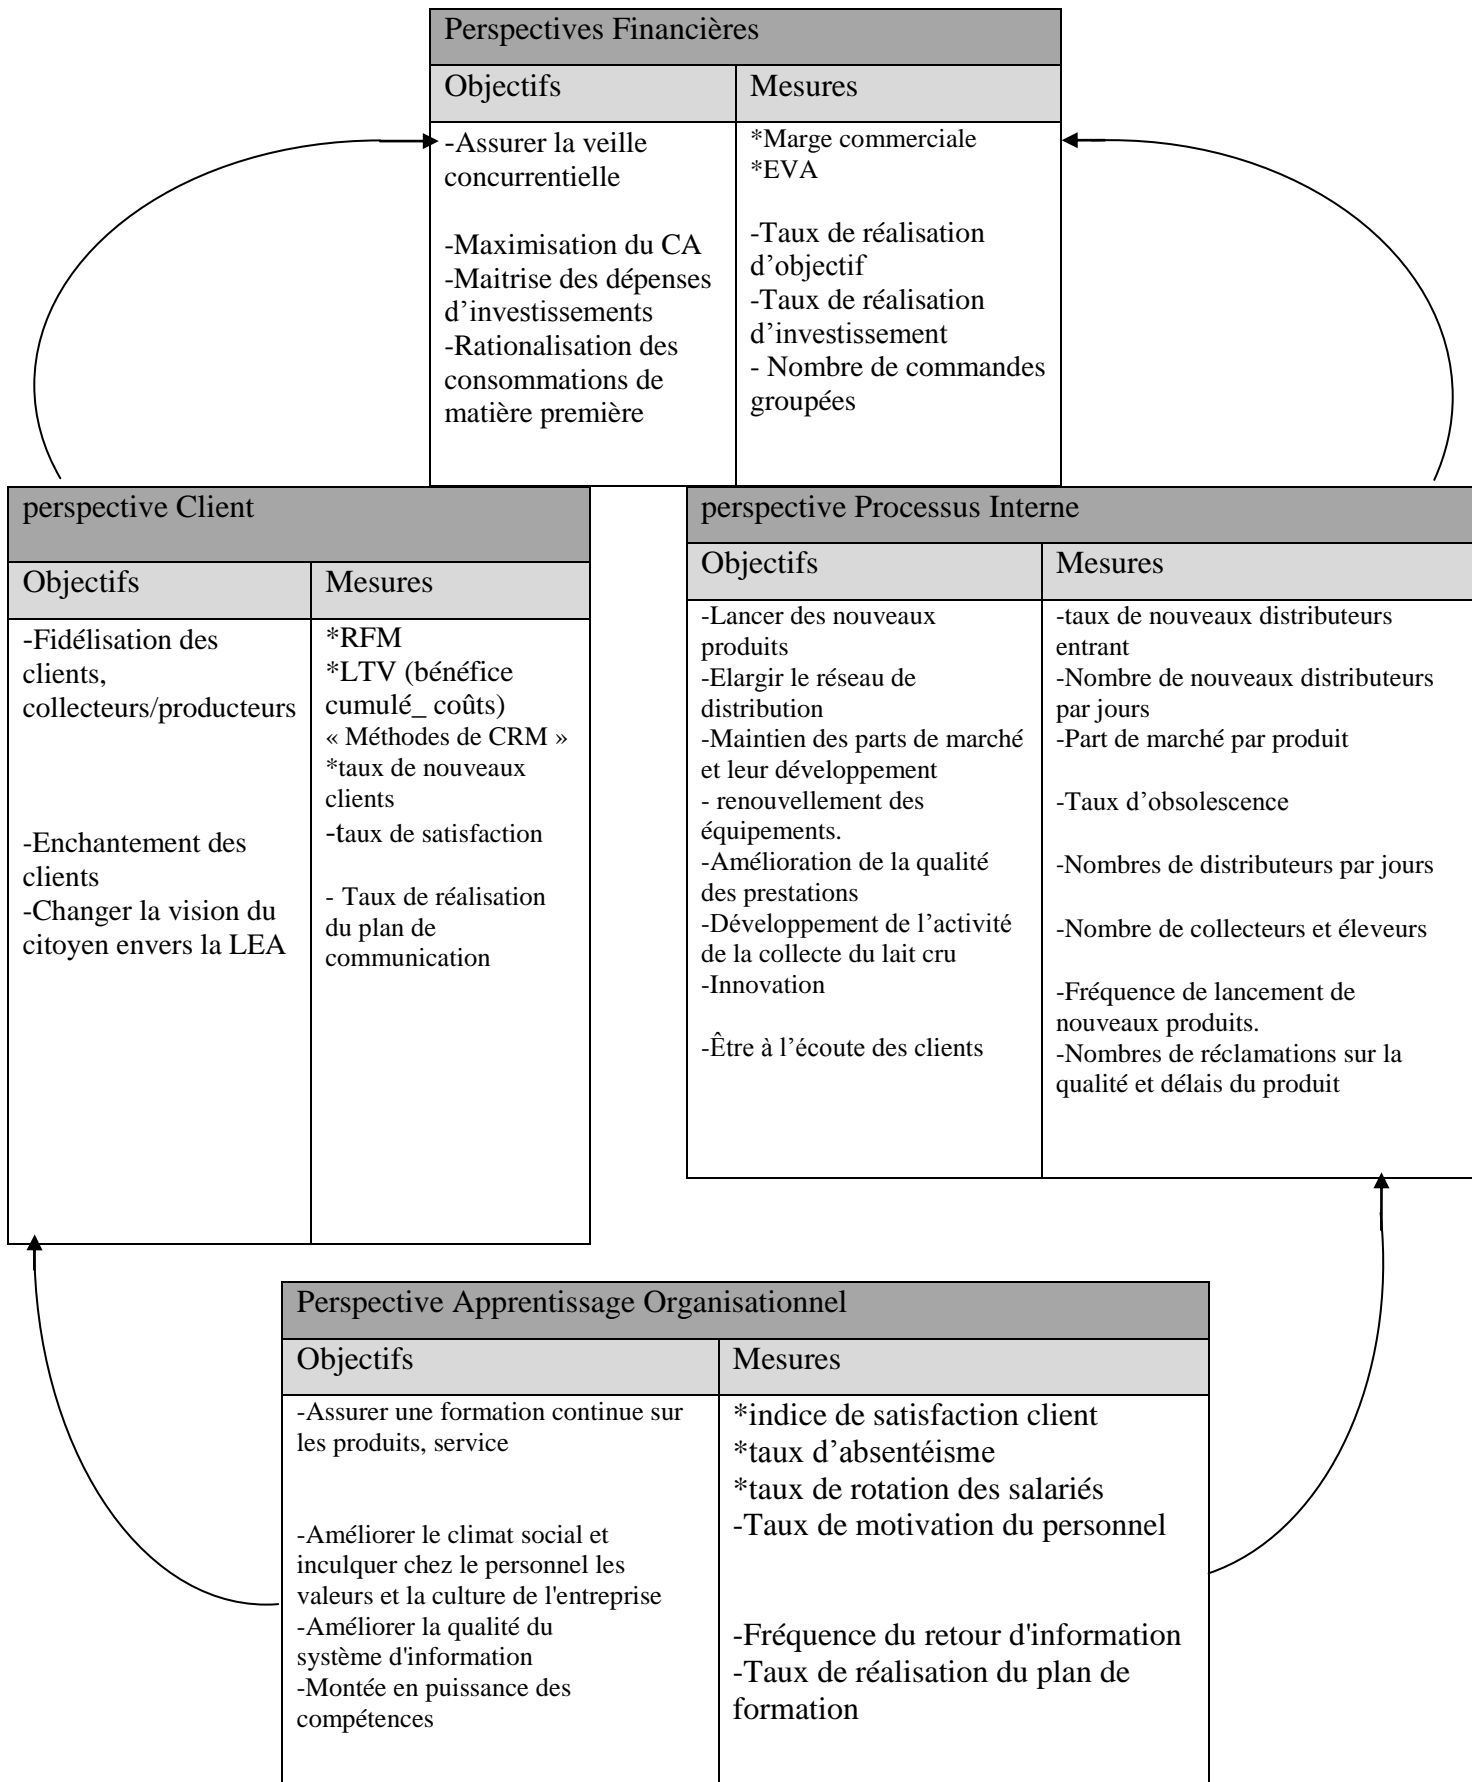 Perspectives Financières
Objectifs
Mesures
-Assurer la veille
concurrentielle
-Maximisation du CA
-Maitrise des dépenses
d’investissements
-Rationalisation des
consommations de
matière première
*Marge commerciale
*EVA
-Taux de réalisation
d’objectif
-Taux de réalisation
d’investissement
- Nombre de commandes
groupées
perspective Client
Objectifs
Mesures
-Fidélisation des
clients,
collecteurs/producteurs
-Enchantement des
clients
-Changer la vision du
citoyen envers la LEA
*RFM
*LTV (bénéfice
cumulé_ coûts)
« Méthodes de CRM »
*taux de nouveaux
clients
-taux de satisfaction
- Taux de réalisation
du plan de
communication
perspective Processus Interne
Objectifs
Mesures
-Lancer des nouveaux
produits
-Elargir le réseau de
distribution
-Maintien des parts de marché
et leur développement
- renouvellement des
équipements.
-Amélioration de la qualité
des prestations
-Développement de l’activité
de la collecte du lait cru
-Innovation
-Être à l’écoute des clients
-taux de nouveaux distributeurs
entrant
-Nombre de nouveaux distributeurs
par jours
-Part de marché par produit
-Taux d’obsolescence
-Nombres de distributeurs par jours
-Nombre de collecteurs et éleveurs
-Fréquence de lancement de
nouveaux produits.
-Nombres de réclamations sur la
qualité et délais du produit
Perspective Apprentissage Organisationnel
Objectifs
Mesures
-Assurer une formation continue sur
les produits, service
-Améliorer le climat social et
inculquer chez le personnel les
valeurs et la culture de l'entreprise
-Améliorer la qualité du
système d'information
-Montée en puissance des
compétences
*indice de satisfaction client
*taux d’absentéisme
*taux de rotation des salariés
-Taux de motivation du personnel
-Fréquence du retour d'information
-Taux de réalisation du plan de
formation